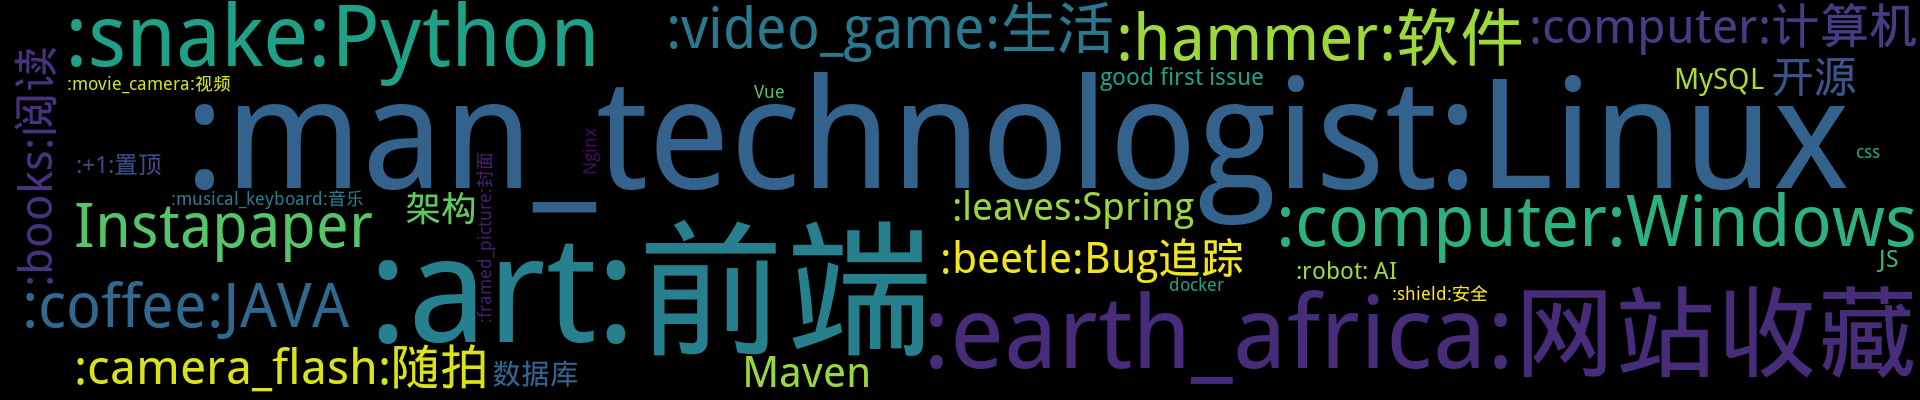 :snake:Python
:video_game:生活
:hammer:软件
:computer:计算机
:books:阅读
:movie_camera:视频
Vue
good first issue
MySQL
开源
:man_technologist:Linux
Nginx
css
:+1:置顶
:framed_picture:封面
:musical_keyboard:音乐
Instapaper
架构
:leaves:Spring
:computer:Windows
:art:前端
:beetle:Bug追踪
JS
:robot: AI
docker
:shield:安全
:coffee:JAVA
:earth_africa:网站收藏
:camera_flash:随拍
数据库
Maven